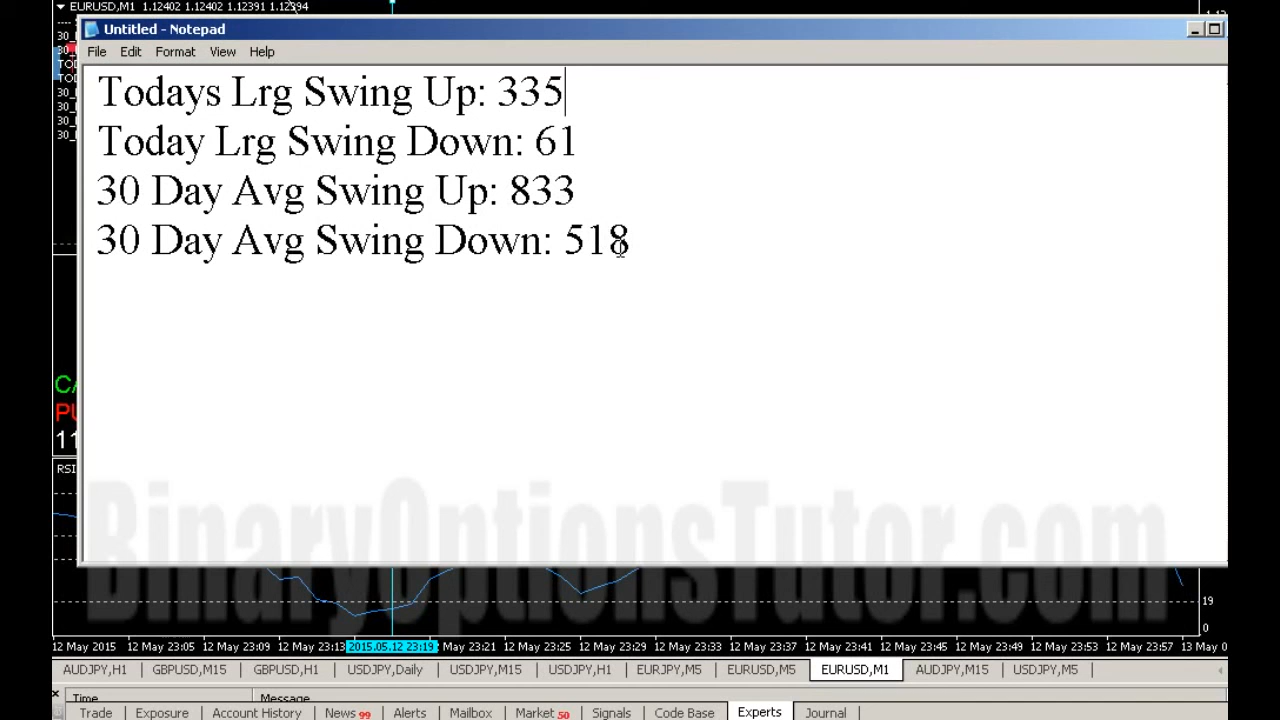 EURUSD,M1 1.12402 1.12402 1.12391 1.12394
Untitled - Notepad
File Edit Format View Help
Todays Lrg Swing Up: 335
Today Lrg Swing Down: 61
30 Day Avg Swing Up: 833
30 Day Avg Swing Down: 518
RSI
BinaryOptionsTutor.com
19
0
12 May 2015 12 May 23:05 12 May 23:09 12 May 23:13 2015.05.12 23:19 May 23:21 12 May 23:25 12 May 23:29 12 May 23:33 12 May 23:37 12 May 23:41 12 May 23:45 12 May 23:49 12 May 23:53 12 May 23:57 13 May 0
AUDJPY,H1 GBPUSD,M15 GBPUSD,H1 USDJPY,Daily USDJPY,M15 USDJPY,H1 EURJPY,M5 EURUSD,M5 EURUSD,M1 AUDJPY,M15 USDJPY,M5
Time Message
Trade Exposure Account History News 99 Alerts Mailbox Market 50 Signals Code Base Experts Journal